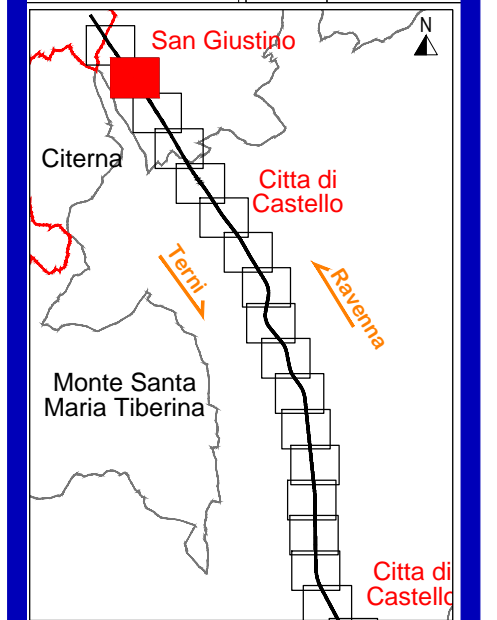 N
San Giustino
Citerna
Citta di
Castello
Terni
Ravenna
Monte Santa
Maria Tiberina
Citta di
Castello